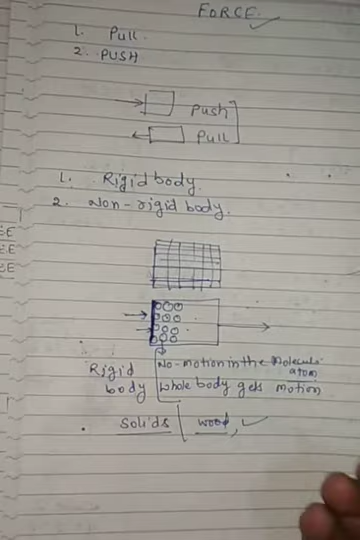 FORCE
1. Pull.
2. PUSH
Push
Pull
1. Rigid body.
2. Non-rigid body.
Rigid body
No-motion in the Molecule
atom
Whole body gets motion
Solids wood,